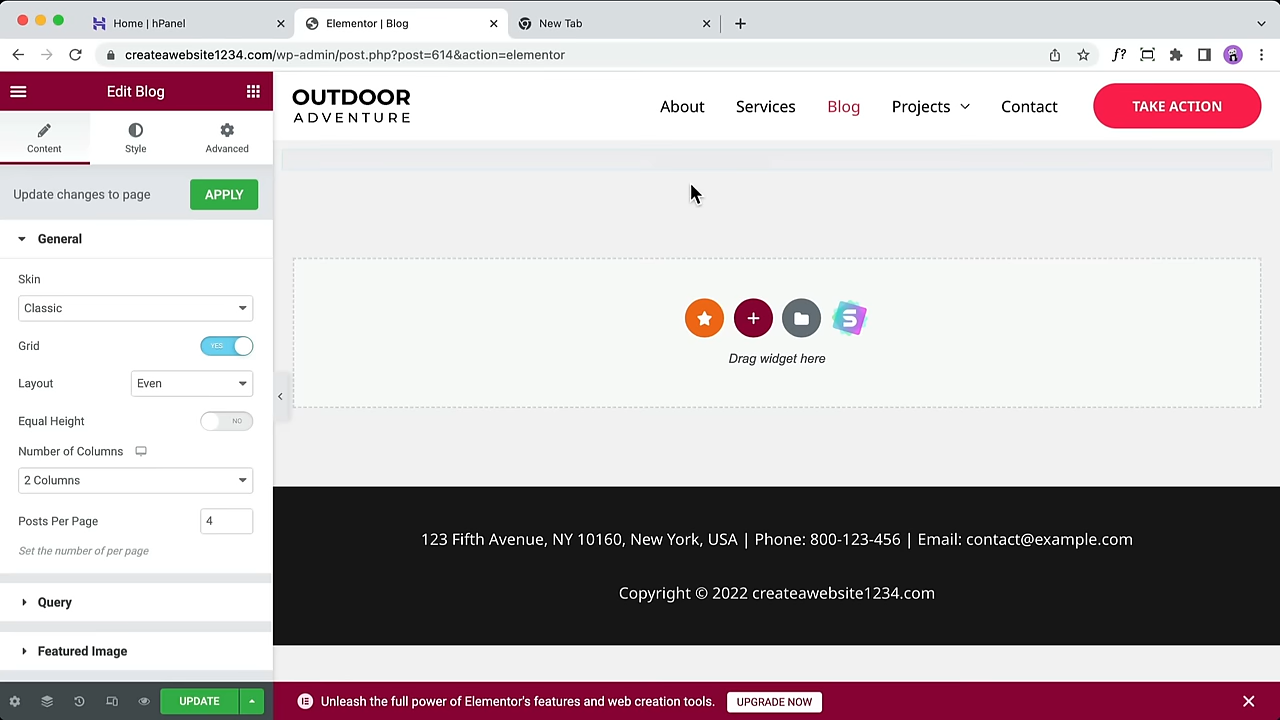 Home | hPanel
Elementor | Blog
New Tab
createawebsite1234.com/wp-admin/post.php?post=614&action=elementor
f?
Edit Blog
OUTDOOR
ADVENTURE
About
Services
Blog
Projects
Contact
TAKE ACTION
Content
Style
Advanced
Update changes to page
APPLY
General
Skin
Classic
Grid
YES
Layout
Even
Equal Height
NO
Number of Columns
2 Columns
Posts Per Page
4
Set the number of per page
Query
Featured Image
UPDATE
S
Drag widget here
123 Fifth Avenue, NY 10160, New York, USA | Phone: 800-123-456 | Email: contact@example.com
Copyright © 2022 createawebsite1234.com
Unleash the full power of Elementor's features and web creation tools.
UPGRADE NOW